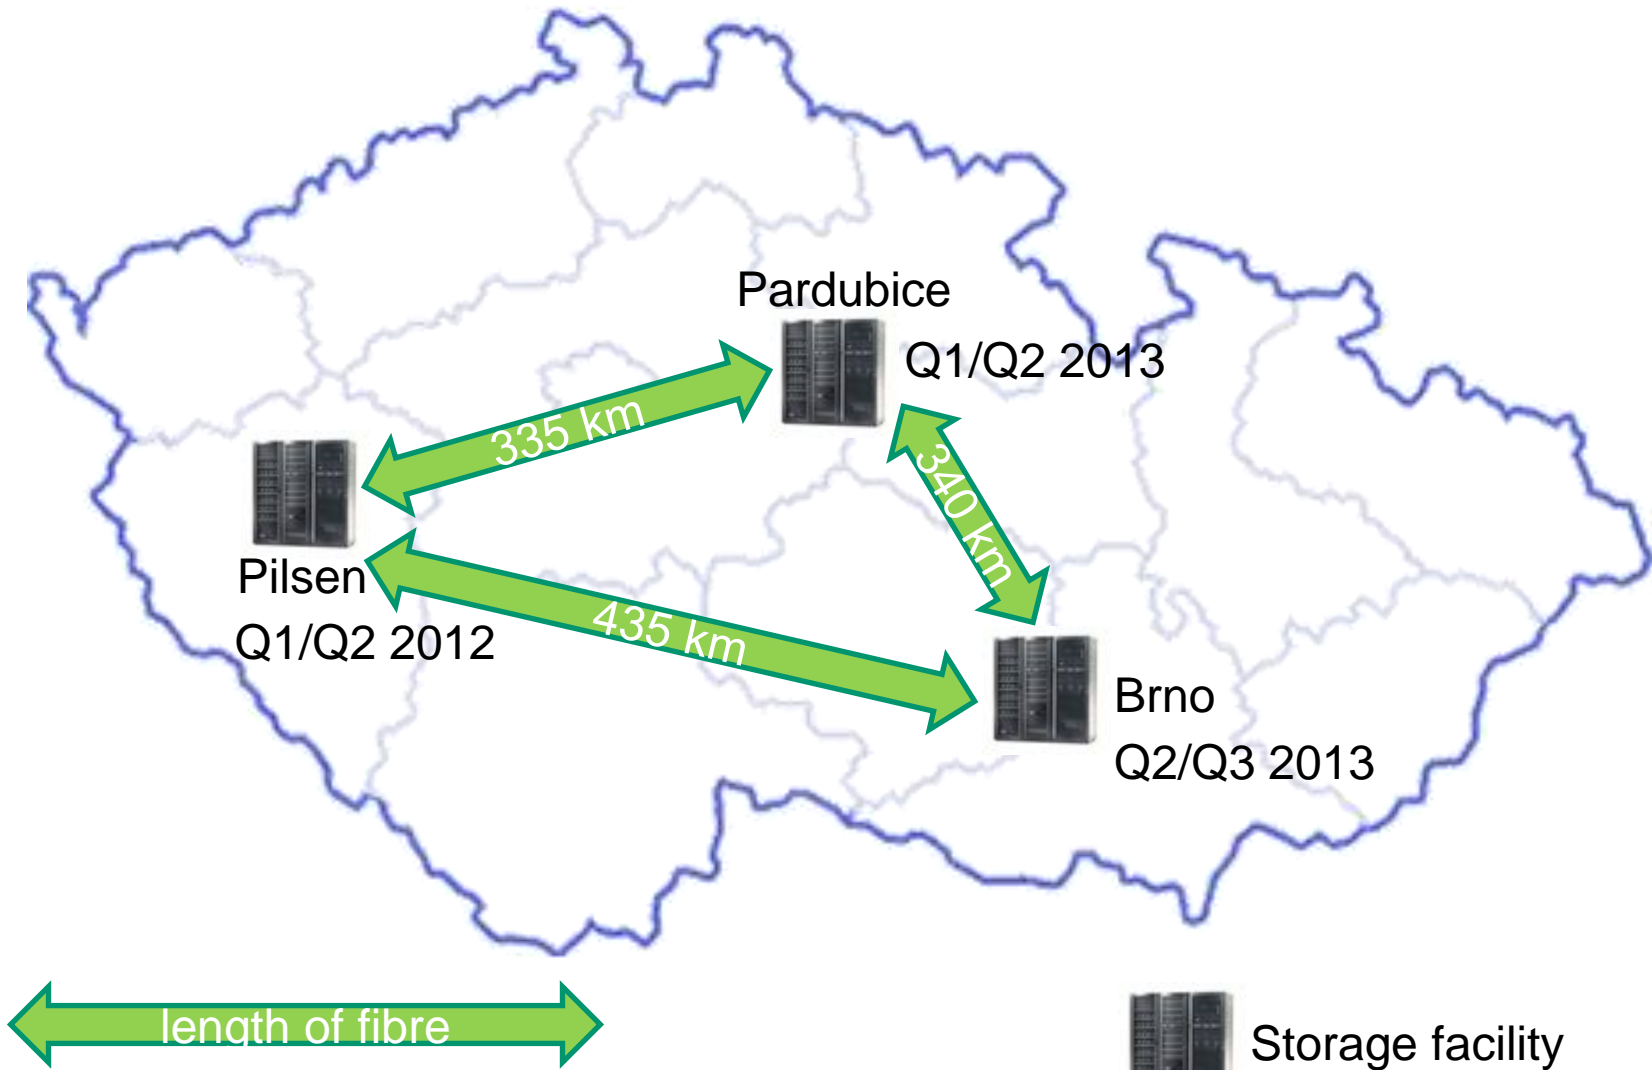 Pardubice
Q1/Q2 2013
335 km
340 km
Pilsen
Q1/Q2 2012
435 km
Brno
Q2/Q3 2013
length of fibre
Storage facility